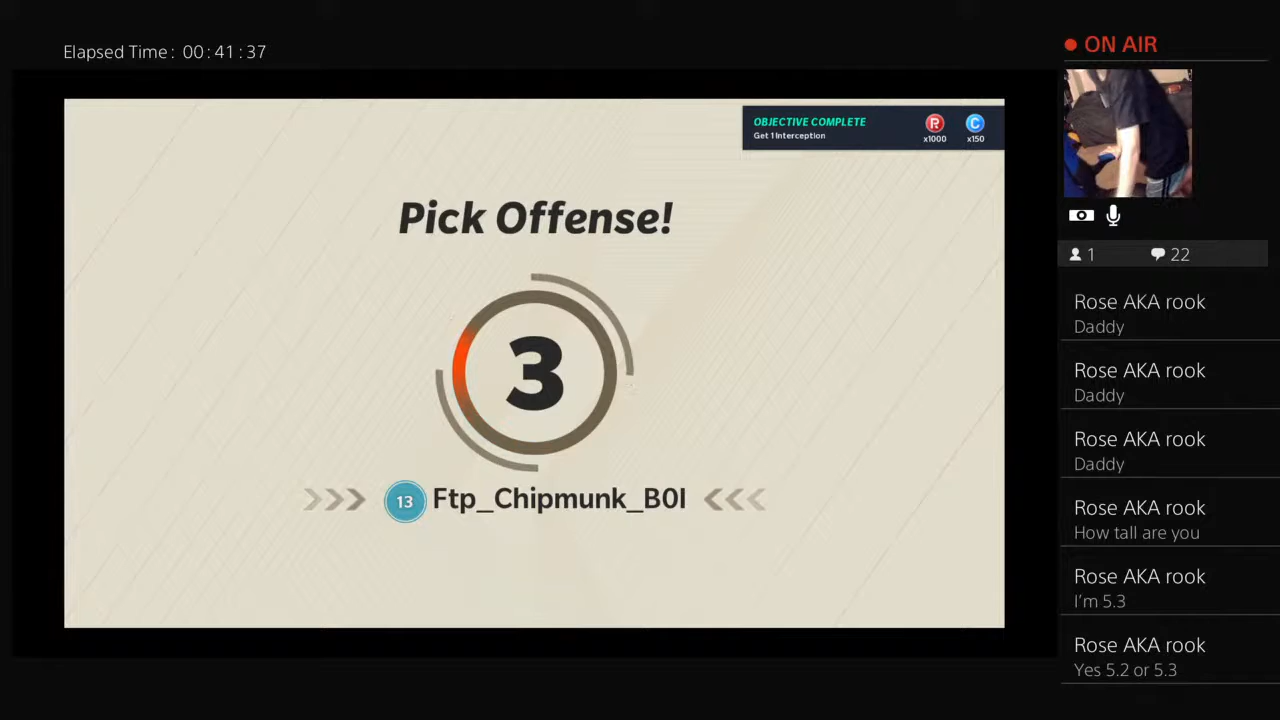 Elapsed Time: 00:41:37
ON AIR
OBJECTIVE COMPLETE
Get 1 Interception
R
C
x1000
x150
Pick Offense!
3
13 Ftp_Chipmunk_B0I
1
22
Rose AKA rook
Daddy
Rose AKA rook
Daddy
Rose AKA rook
Daddy
Rose AKA rook
How tall are you
Rose AKA rook
I'm 5.3
Rose AKA rook
Yes 5.2 or 5.3